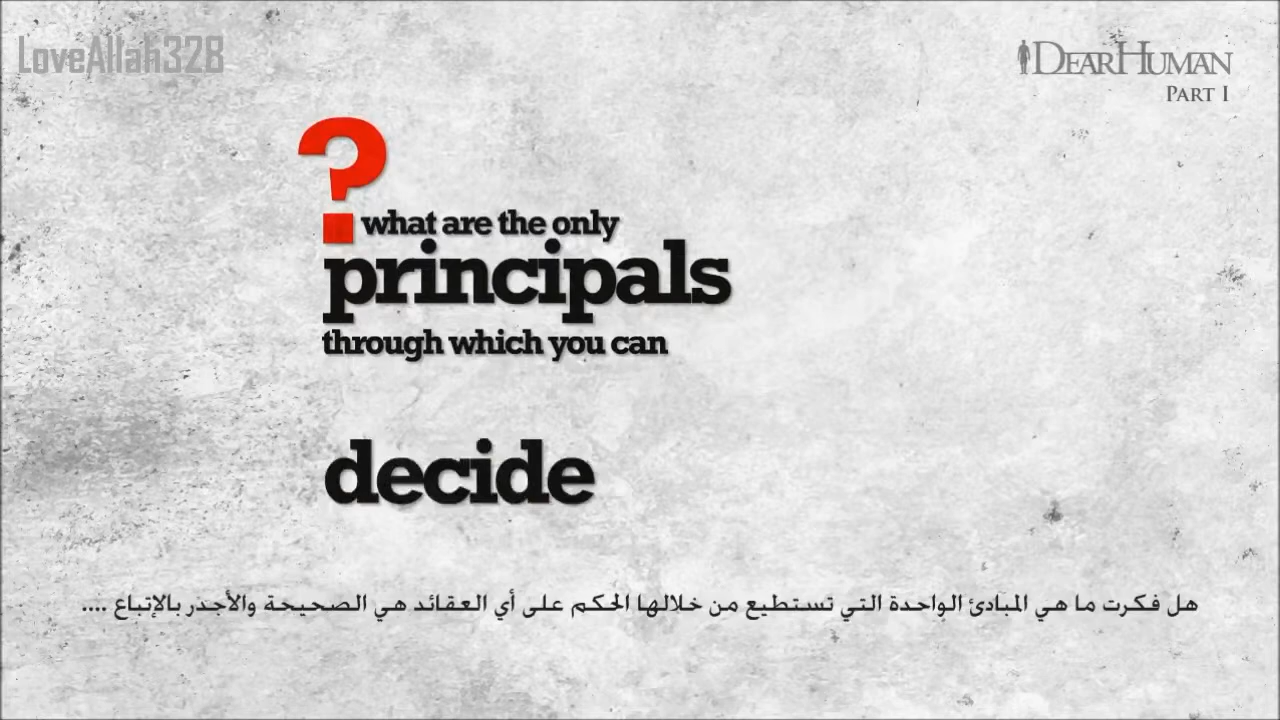 LoveAllah328
DEARHUMAN
PART I
?
what are the only
principals
through which you can
decide
هل فكرت ما هي المبادئ الواحدة التي تستطيع من خلالها الحكم على أي العقائد هي الصحيحة والأجدر بالإتباع ....